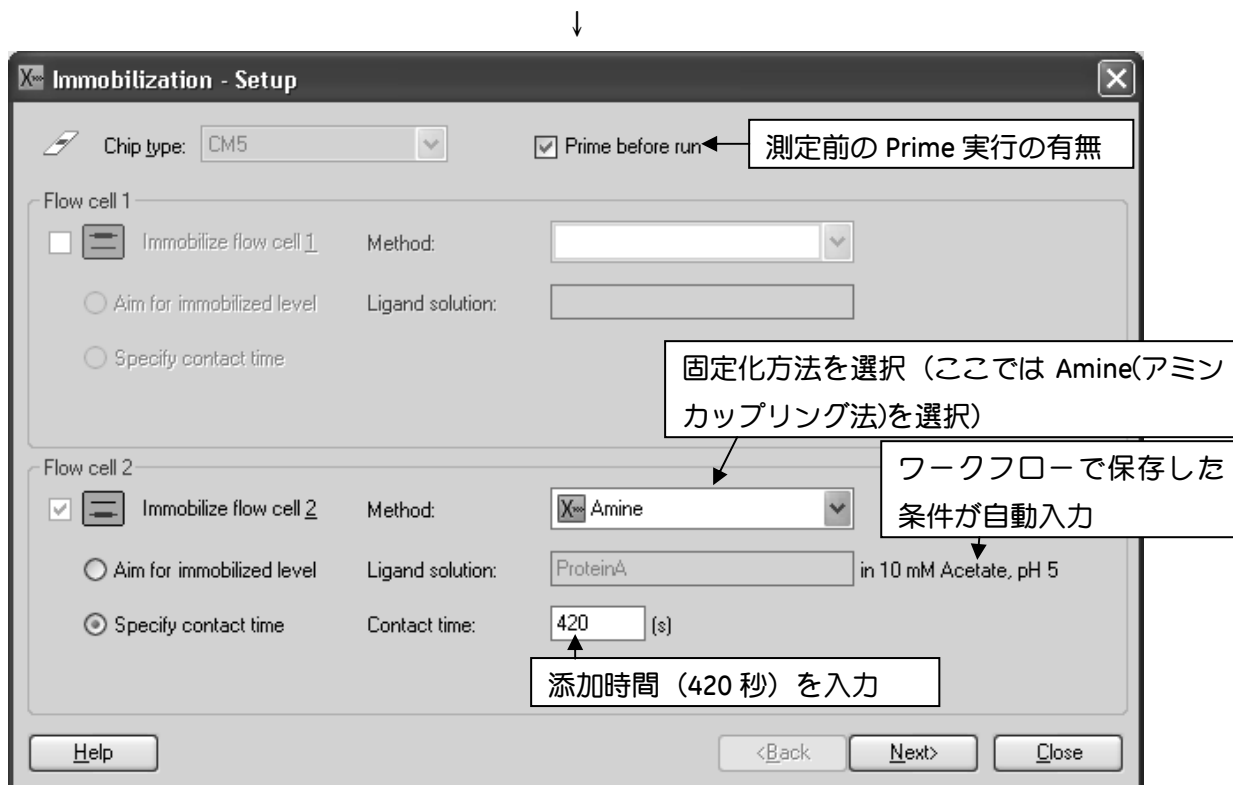 ↓
Immobilization - Setup
Chip type: CM5
Prime before run
測定前の Prime 実行の有無
Flow cell 1
Immobilize flow cell 1 Method:
Aim for immobilized level Ligand solution:
Specify contact time
固定化方法を選択（ここでは Amine(アミン
カップリング法)を選択）
Flow cell 2
ワークフローで保存した
条件が自動入力
Immobilize flow cell 2 Method: Amine
Aim for immobilized level Ligand solution: ProteinA in 10 mM Acetate, pH 5
Specify contact time Contact time: 420 (s)
添加時間（420 秒）を入力
Help <Back Next> Close